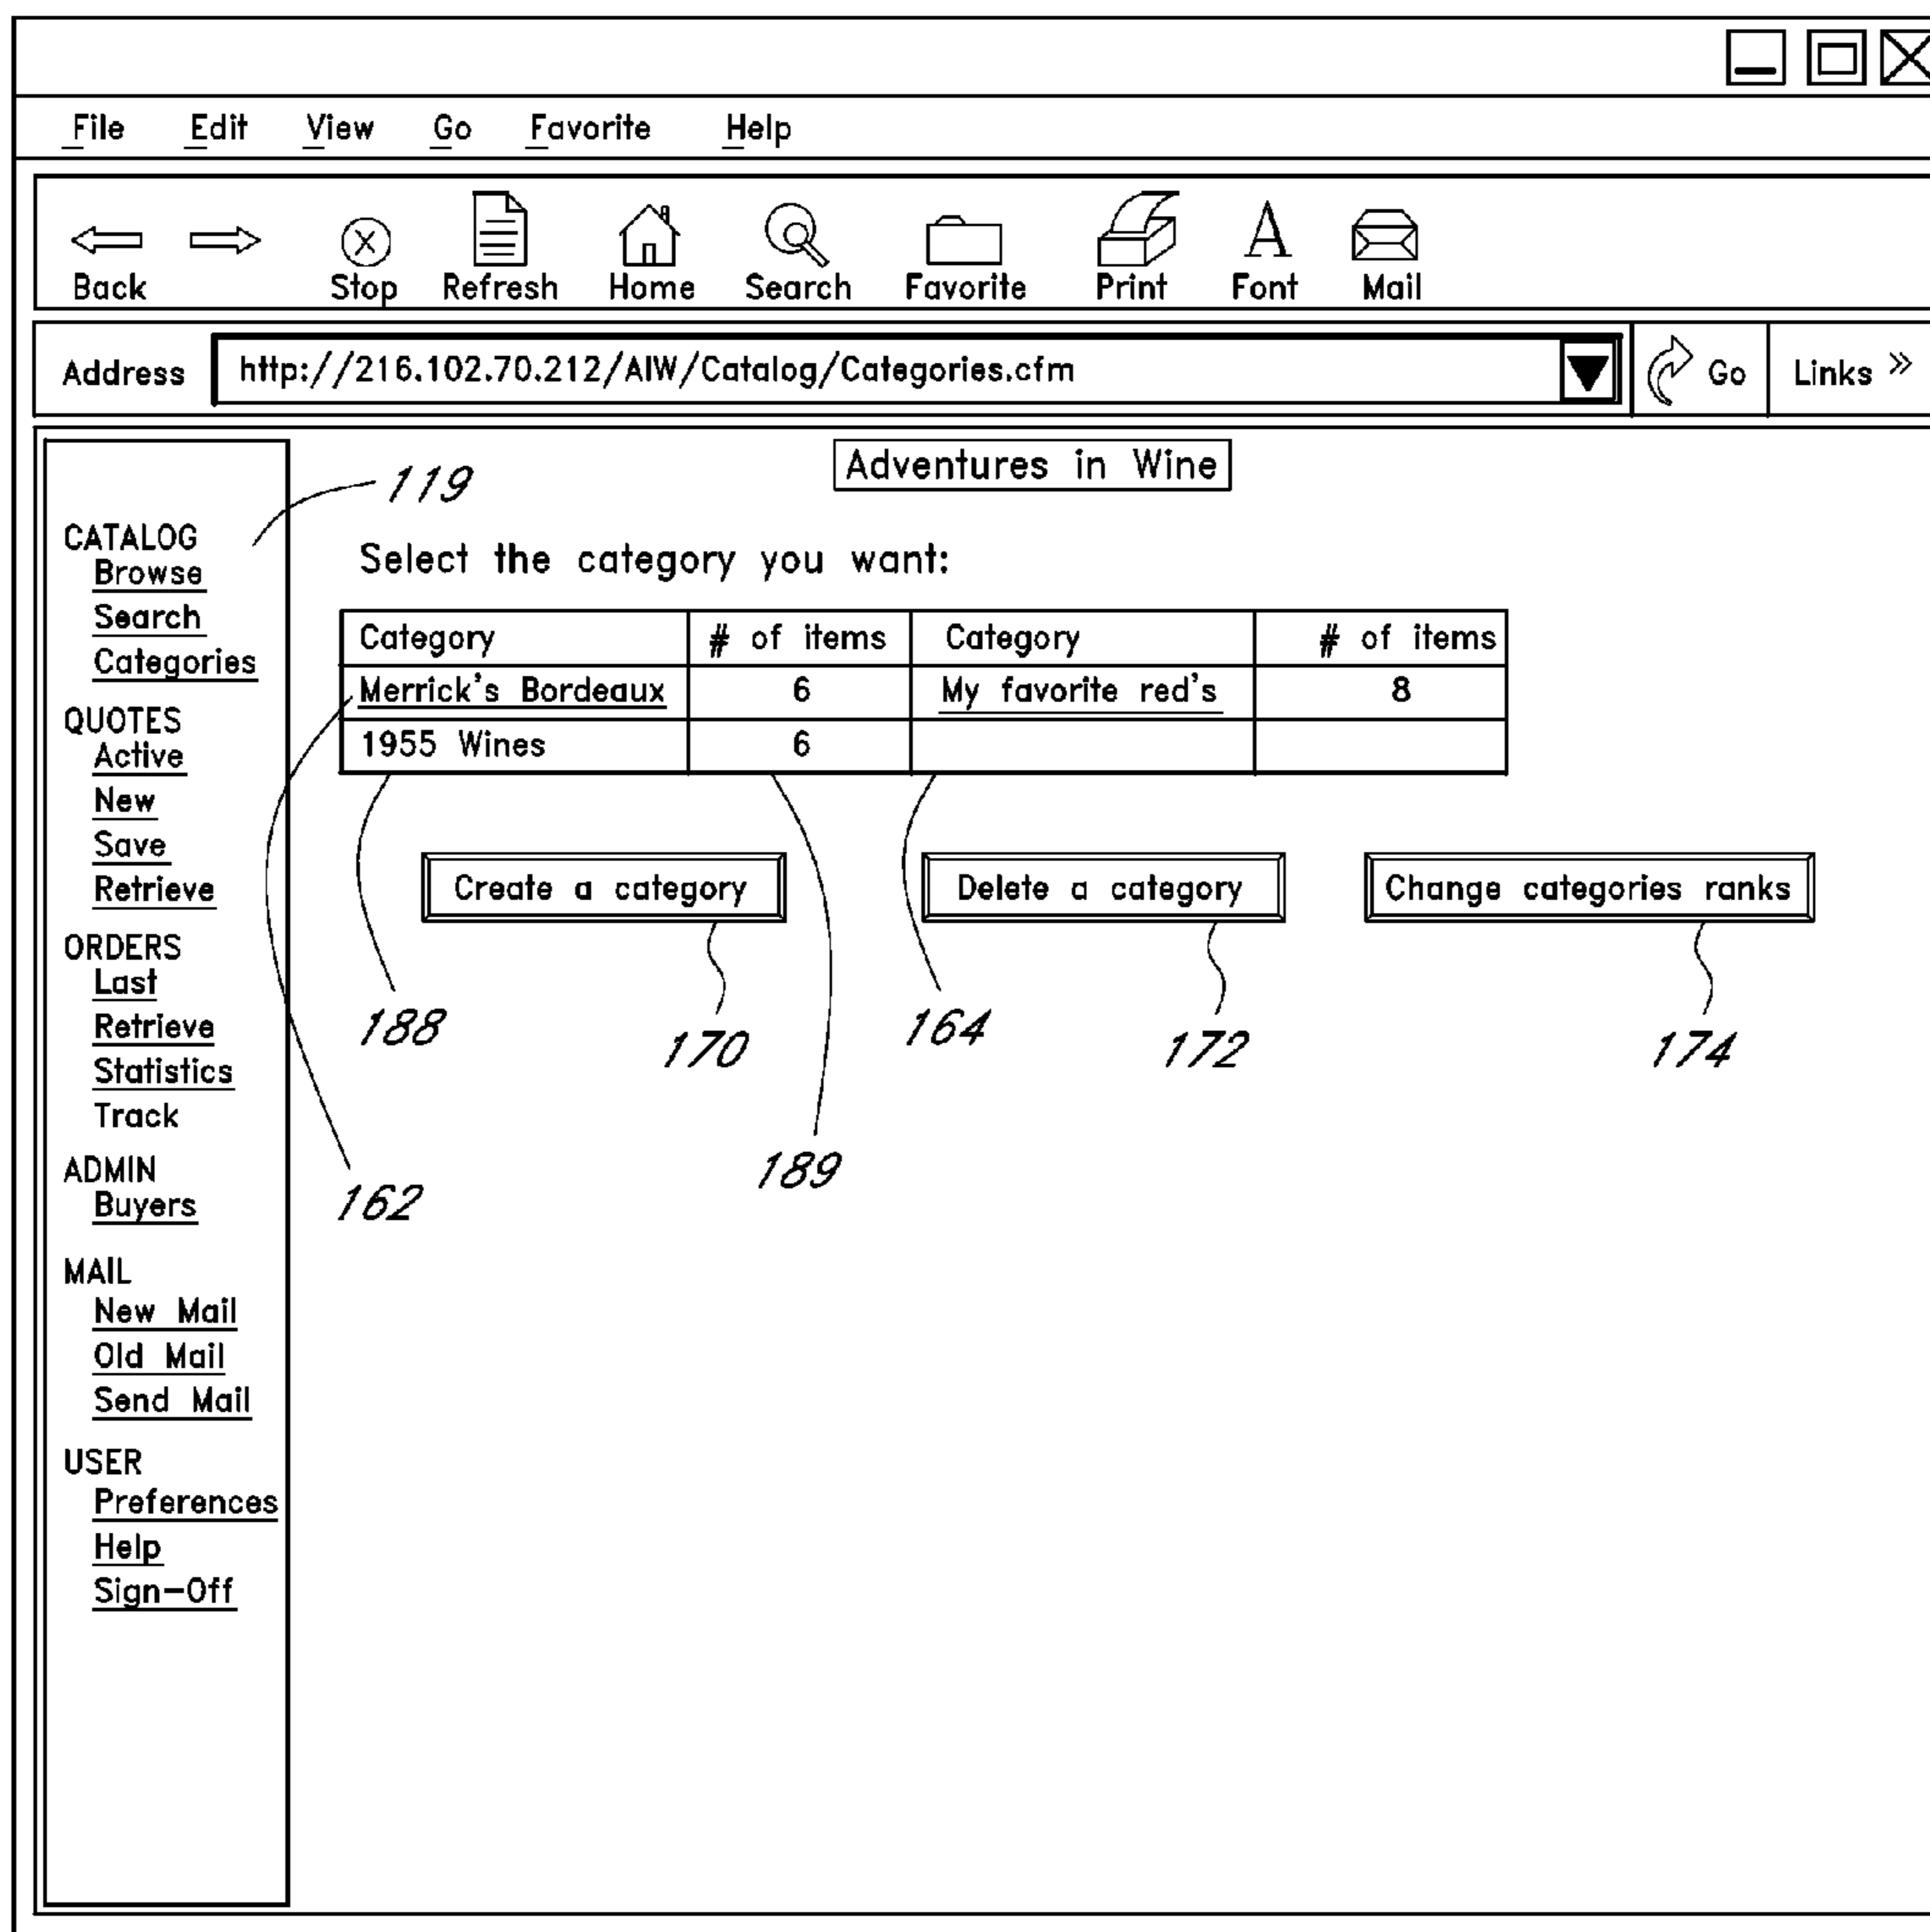 File Edit View Go Favorite Help
Back Stop Refresh Home Search Favorite Print Font Mail
Address http://216.102.70.212/AIW/Catalog/Categories.cfm Go Links »
Adventures in Wine
119
CATALOG
Browse
Search
Categories
QUOTES
Active
New
Save
Retrieve
ORDERS
Last
Retrieve
Statistics
Track
ADMIN
Buyers
MAIL
New Mail
Old Mail
Send Mail
USER
Preferences
Help
Sign-Off
Select the category you want:
Category # of items Category # of items
Merrick's Bordeaux 6 My favorite red's 8
1955 Wines 6
Create a category Delete a category Change categories ranks
188 170 164 172 174
162 189